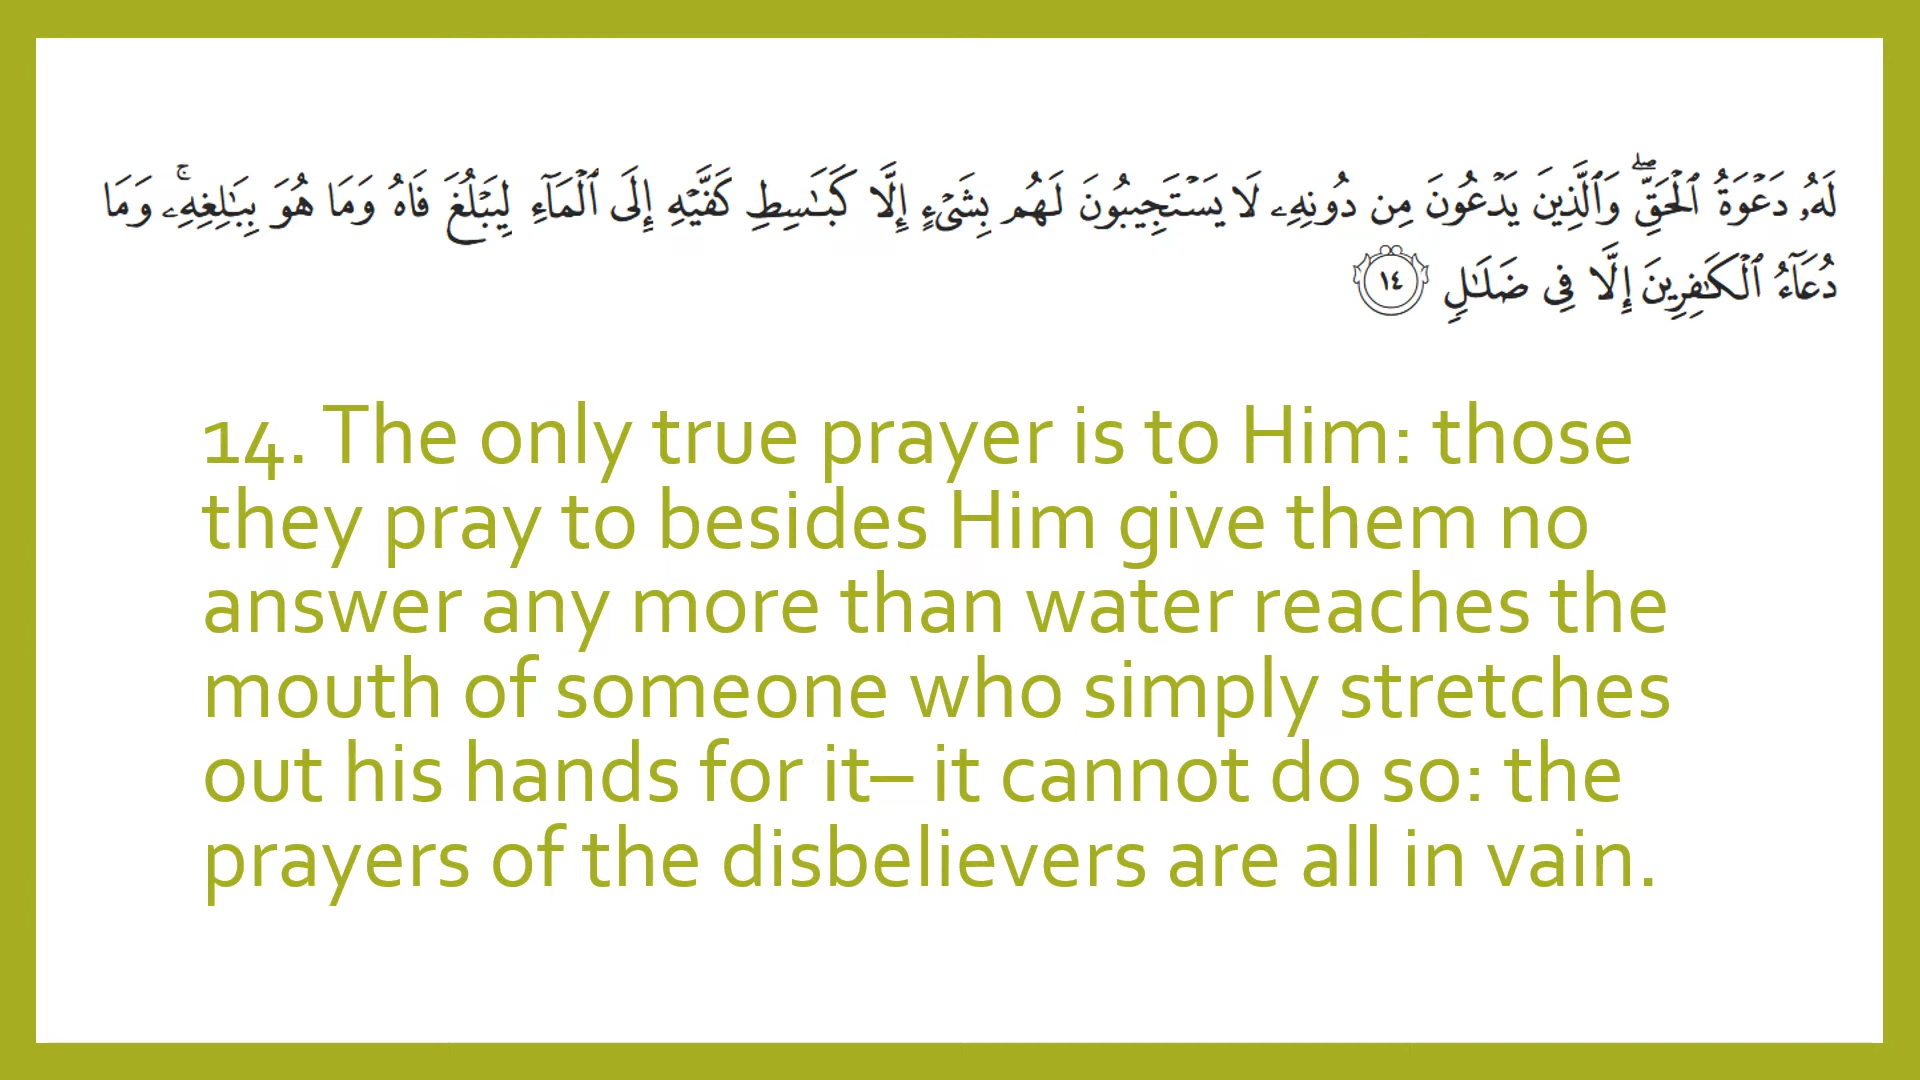 لَهُۥ دَعۡوَةُ ٱلۡحَقِّۖ وَٱلَّذِينَ يَدۡعُونَ مِن دُونِهِۦ لَا يَسۡتَجِيبُونَ لَهُم بِشَيۡءٍ إِلَّا كَبَٰسِطِ كَفَّيۡهِ إِلَى ٱلۡمَآءِ لِيَبۡلُغَ فَاهُ وَمَا هُوَ بِبَٰلِغِهِۦۚ وَمَا
دُعَآءُ ٱلۡكَٰفِرِينَ إِلَّا فِي ضَلَٰلٖ ١٤
14. The only true prayer is to Him: those
they pray to besides Him give them no
answer any more than water reaches the
mouth of someone who simply stretches
out his hands for it– it cannot do so: the
prayers of the disbelievers are all in vain.